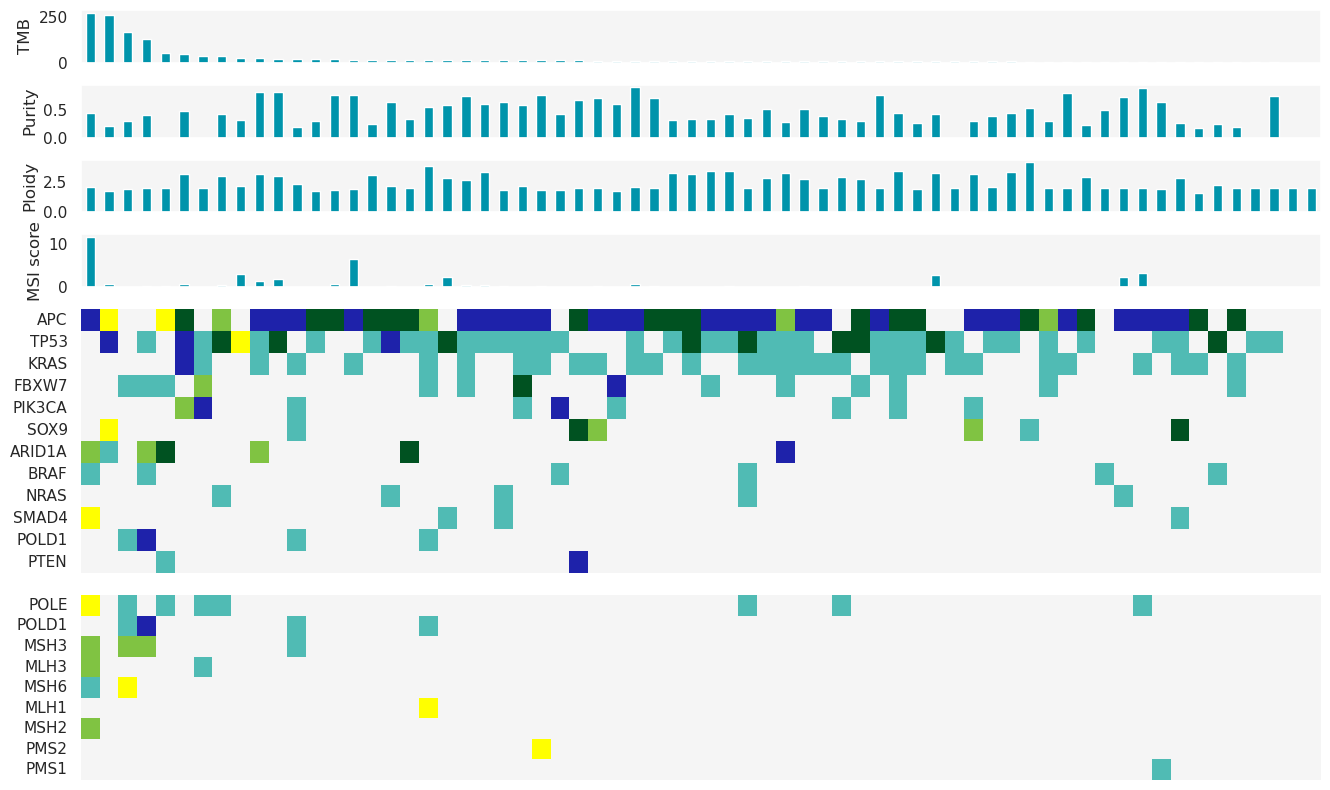 TMB
250
0
Purity
0.5
0.0
Ploidy
2.5
0.0
MSI score
10
0
APC
TP53
KRAS
FBXW7
PIK3CA
SOX9
ARID1A
BRAF
NRAS
SMAD4
POLD1
PTEN
POLE
POLD1
MSH3
MLH3
MSH6
MLH1
MSH2
PMS2
PMS1